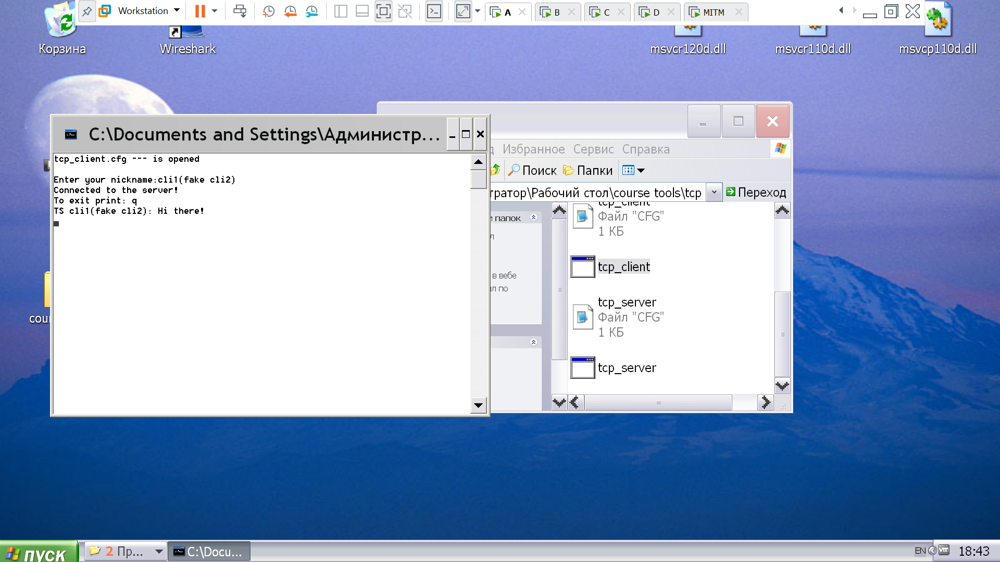 Workstation
A
B
C
D
MITM
Корзина
Wireshark
msvcr120d.dll
msvcr110d.dll
msvcp110d.dll
C:\Documents and Settings\Администр...
tcp_client.cfg --- is opened
Enter your nickname:cli1(fake cli2)
Connected to the server!
To exit print: q
TS cli1(fake cli2): Hi there!
Избранное Сервис Справка
Поиск Папки
тратор\Рабочий стол\course tools\tcp
Переход
папок
в вебе
по
tcp_client
Файл "CFG"
1 КБ
tcp_client
tcp_server
Файл "CFG"
1 КБ
tcp_server
cou
пуск
2 Пр...
C:\Docu...
EN
18:43